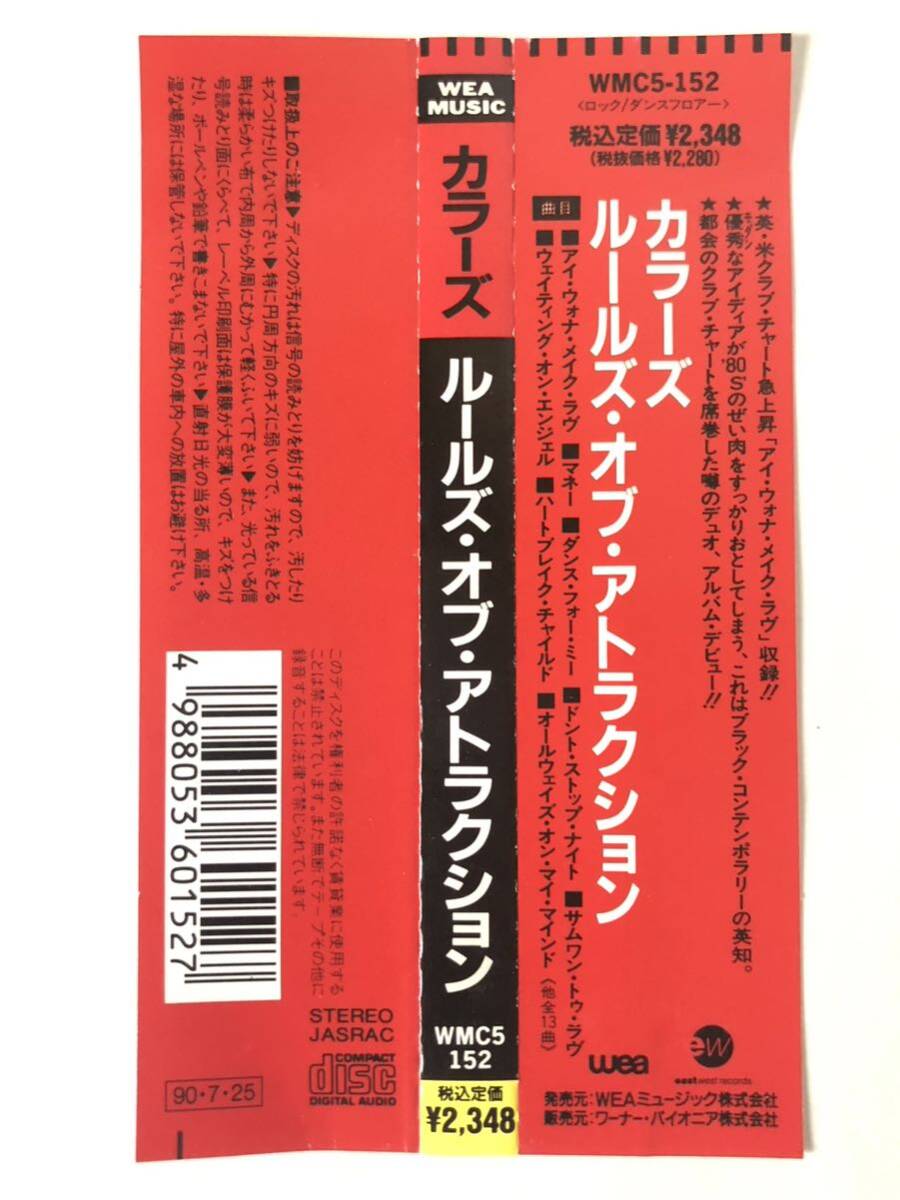 WMC5-152
〈ロック/ダンスフロアー〉
税込定価¥2,348
(税抜価格¥2,280)
★英・米クラブ・チャート急上昇「アイ・ウォナ・メイク・ラヴ」収録!!
★優秀なアイディアが'80S'のぜい肉をすっかりおとしてしまう、これはブラック・コンテンポラリーの英知。
★都会のクラブ・チャートを席巻した噂のデュオ、アルバム・デビュー!!
カラーズ
ルールズ・オブ・アトラクション
曲目
■アイ・ウォナ・メイク・ラヴ ■マネー ■ダンス・フォー・ミー ■ドント・ストップ・ナイト ■サムワン・トゥ・ラヴ
■ウェイティング・オン・エンジェル ■ハートブレイク・チャイルド ■オールウェイズ・オン・マイ・マインド 〈他全13曲〉
wea
ew
eastwest records
発売元:WEAミュージック株式会社
販売元:ワーナー・パイオニア株式会社
WEA
MUSIC
カラーズ
ルールズ・オブ・アトラクション
WMC5
152
税込定価
¥2,348
■取扱上のご注意▶ディスクの汚れは信号の読みとりを妨げますので、汚したり
キズつけたりしないで下さい▶特に円周方向のキズに弱いので、汚れをふきとる
時は柔らかい布で内周から外周にむかって軽くふいて下さい▶また、光っている信
号読みとり面にくらべて、レーベル印刷面は保護膜が大変薄いので、キズをつけ
たり、ボールペンや鉛筆で書きこまないで下さい▶直射日光の当る所、高温・多
湿な場所には保管しないで下さい。特に屋外の車内への放置はお避け下さい。
このディスクを権利者の許諾なく賃貸業に使用する
ことは禁止されています。また無断でテープその他に
録音することは法律で禁じられています。
4 988053 601527
STEREO
JASRAC
COMPACT
disc
DIGITAL AUDIO
90・7・25